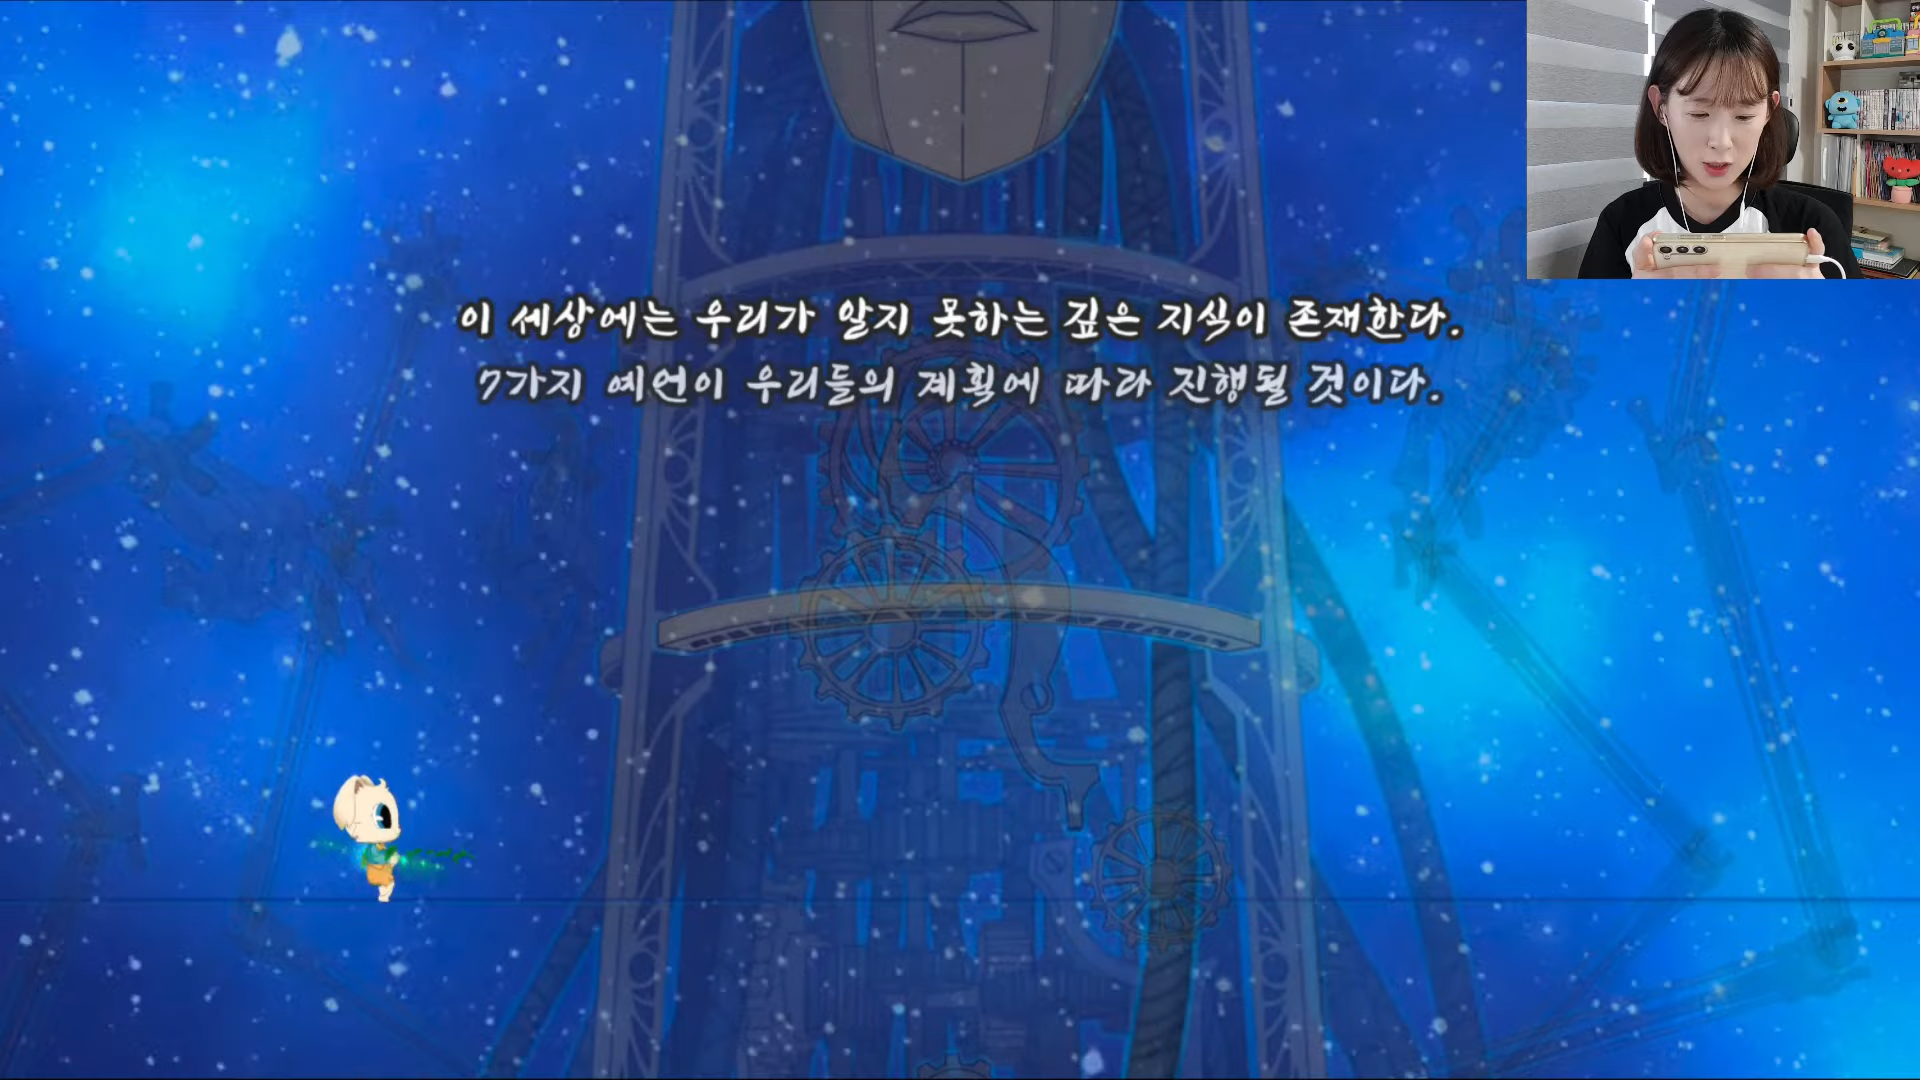 이 세상에는 우리가 알지 못하는 깊은 지식이 존재한다.
7가지 예언이 우리들의 계획에 따라 진행될 것이다.